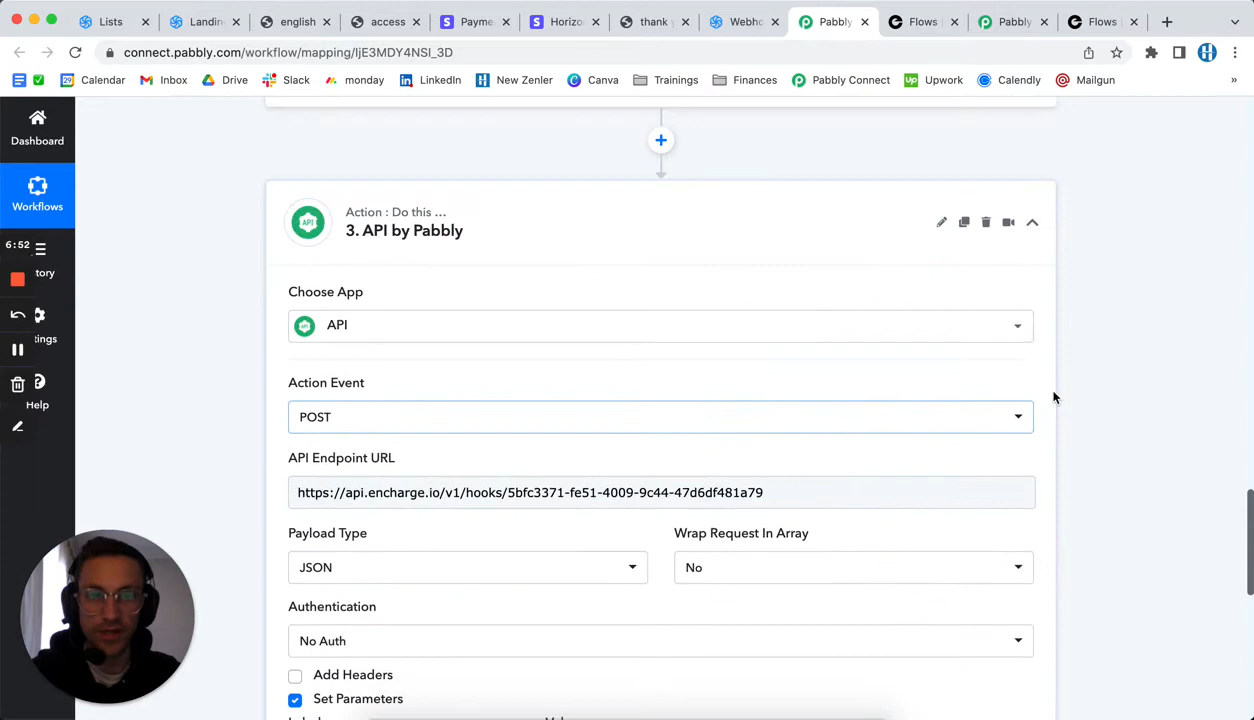 Lists
Landin
english
access
Payme
Horizo
thank y
Webho
Pabbly
Flows
Pabbly
Flows
connect.pabbly.com/workflow/mapping/IjE3MDY4NSI_3D
Calendar
Inbox
Drive
Slack
monday
LinkedIn
New Zenler
Canva
Trainings
Finances
Pabbly Connect
Upwork
Calendly
Mailgun
»
Dashboard
Workflows
6:52
tory
tings
Help
Action : Do this ...
3. API by Pabbly
Choose App
API
Action Event
POST
API Endpoint URL
https://api.encharge.io/v1/hooks/5bfc3371-fe51-4009-9c44-47d6df481a79
Payload Type
Wrap Request In Array
JSON
No
Authentication
No Auth
Add Headers
Set Parameters